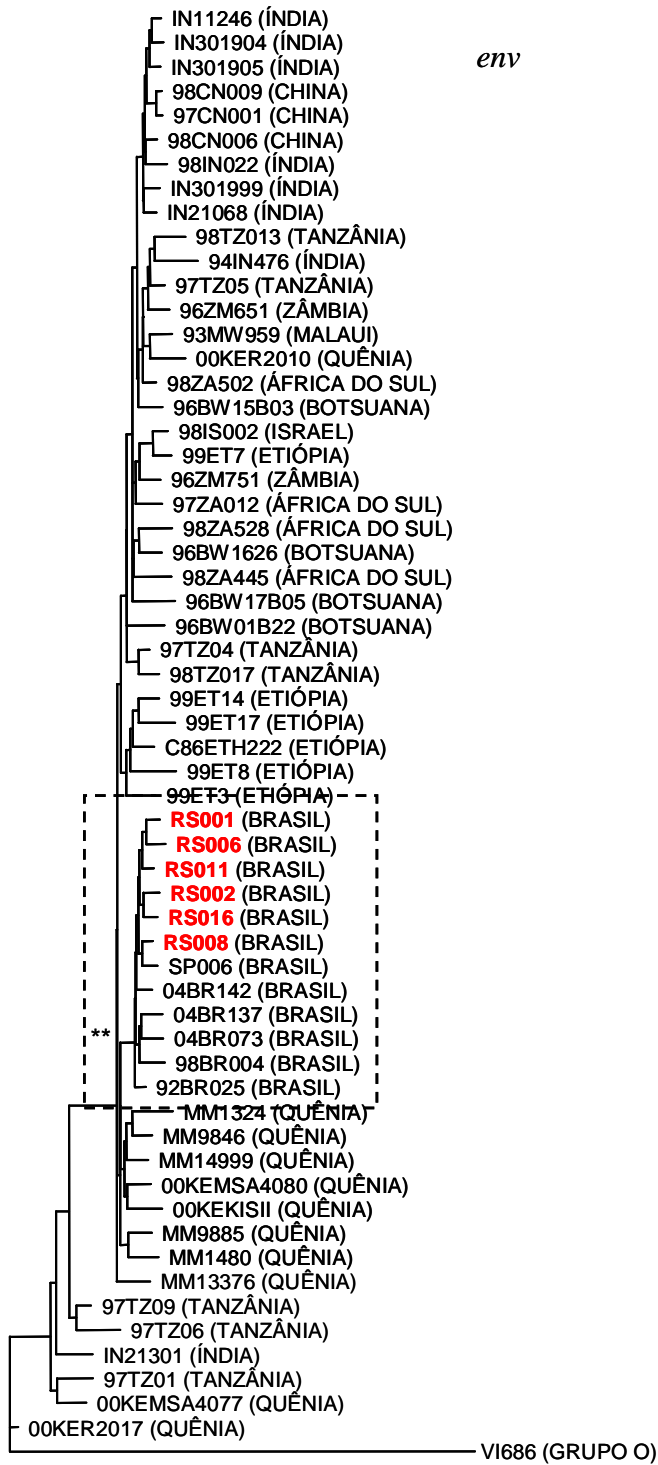 IN11246 (ÍNDIA)
env
IN301904 (ÍNDIA)
IN301905 (ÍNDIA)
98CN009 (CHINA)
97CN001 (CHINA)
98CN006 (CHINA)
98IN022 (ÍNDIA)
IN301999 (ÍNDIA)
IN21068 (ÍNDIA)
98TZ013 (TANZÂNIA)
94IN476 (ÍNDIA)
97TZ05 (TANZÂNIA)
96ZM651 (ZÂMBIA)
93MW959 (MALAUI)
00KER2010 (QUÊNIA)
98ZA502 (ÁFRICA DO SUL)
96BW15B03 (BOTSUANA)
98IS002 (ISRAEL)
99ET7 (ETIÓPIA)
96ZM751 (ZÂMBIA)
97ZA012 (ÁFRICA DO SUL)
98ZA528 (ÁFRICA DO SUL)
96BW1626 (BOTSUANA)
98ZA445 (ÁFRICA DO SUL)
96BW17B05 (BOTSUANA)
96BW01B22 (BOTSUANA)
97TZ04 (TANZÂNIA)
98TZ017 (TANZÂNIA)
99ET14 (ETIÓPIA)
99ET17 (ETIÓPIA)
C86ETH222 (ETIÓPIA)
99ET8 (ETIÓPIA)
99ET3 (ETIÓPIA)
RS001 (BRASIL)
RS006 (BRASIL)
RS011 (BRASIL)
RS002 (BRASIL)
RS016 (BRASIL)
RS008 (BRASIL)
SP006 (BRASIL)
04BR142 (BRASIL)
04BR137 (BRASIL)
**
04BR073 (BRASIL)
98BR004 (BRASIL)
92BR025 (BRASIL)
MM1324 (QUÊNIA)
MM9846 (QUÊNIA)
MM14999 (QUÊNIA)
00KEMSA4080 (QUÊNIA)
00KEKISII (QUÊNIA)
MM9885 (QUÊNIA)
MM1480 (QUÊNIA)
MM13376 (QUÊNIA)
97TZ09 (TANZÂNIA)
97TZ06 (TANZÂNIA)
IN21301 (ÍNDIA)
97TZ01 (TANZÂNIA)
00KEMSA4077 (QUÊNIA)
00KER2017 (QUÊNIA)
VI686 (GRUPO O)